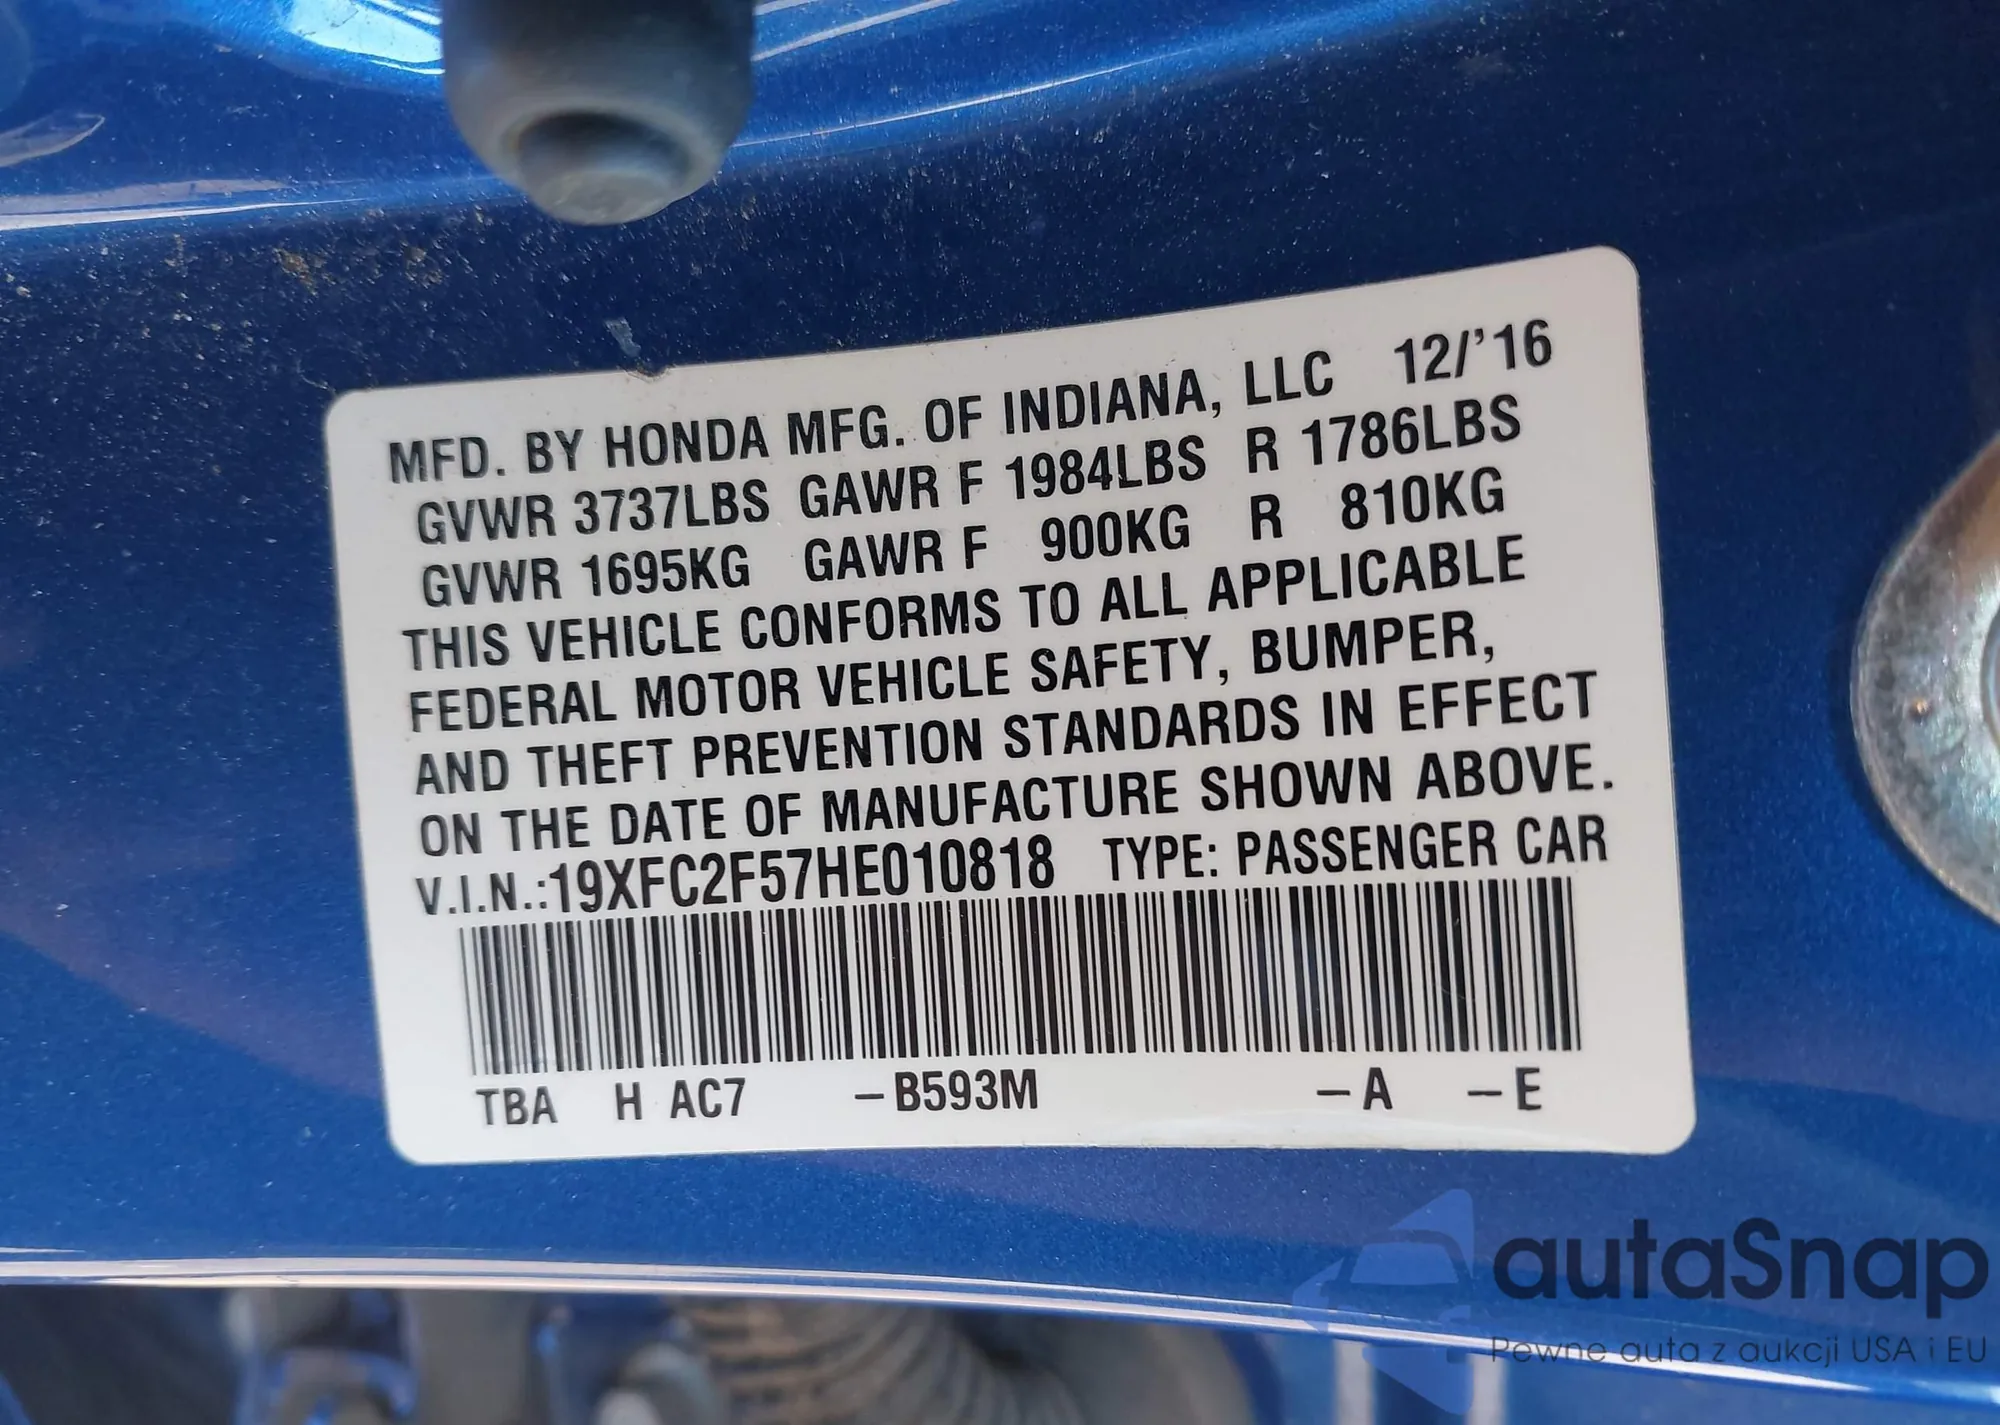 MFD. BY HONDA MFG. OF INDIANA, LLC 12/'16
GVWR 3737LBS GAWR F 1984LBS R 1786LBS
GVWR 1695KG GAWR F 900KG R 810KG
THIS VEHICLE CONFORMS TO ALL APPLICABLE
FEDERAL MOTOR VEHICLE SAFETY, BUMPER,
AND THEFT PREVENTION STANDARDS IN EFFECT
ON THE DATE OF MANUFACTURE SHOWN ABOVE.
V.I.N.:19XFC2F57HE010818 TYPE: PASSENGER CAR
TBA H AC7 –B593M –A –E
autaSnap
Pewne auta z aukcji USA i EU